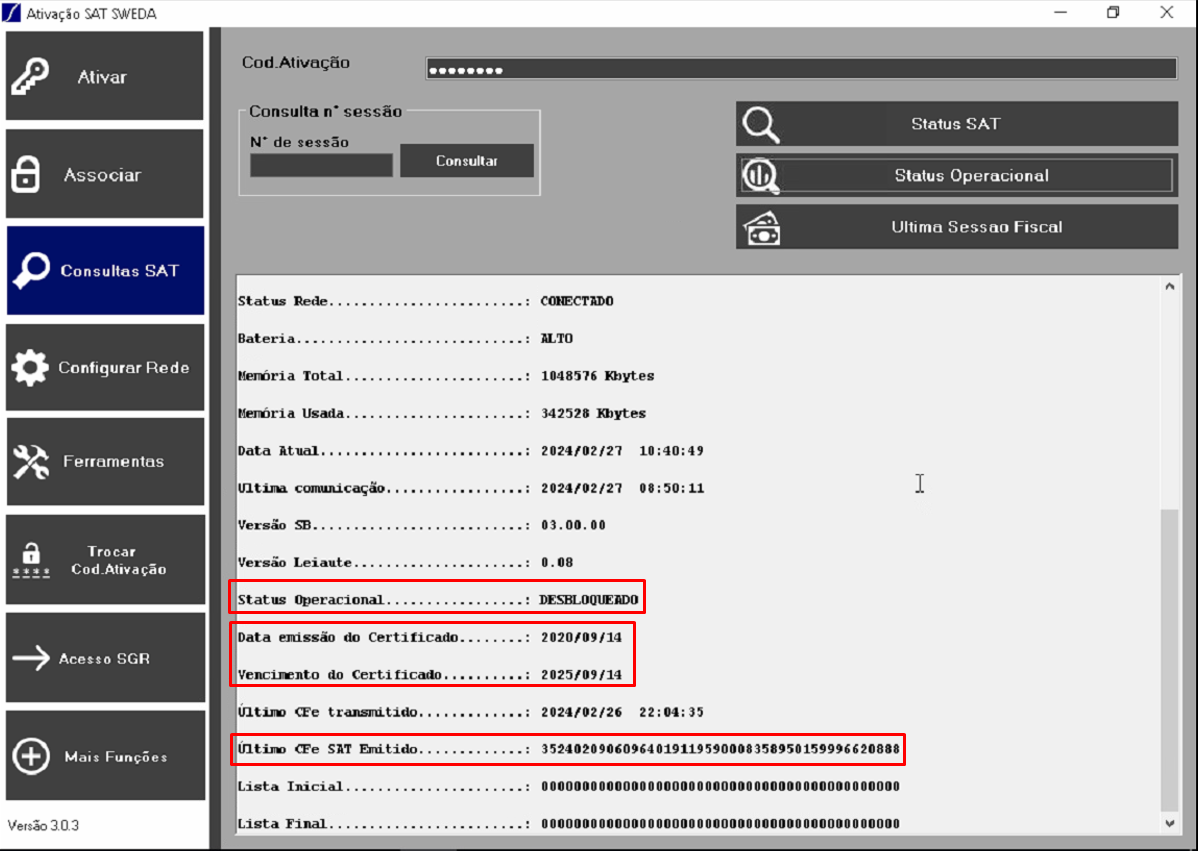 Ativação SAT SWEDA
Ativar
Associar
Consultas SAT
Configurar Rede
Ferramentas
Trocar
Cod.Ativação
Acesso SGR
Mais Funções
Versão 3.0.3
Cod.Ativação
Consulta n° sessão
N° de sessão
Consultar
Status SAT
Status Operacional
Ultima Sessao Fiscal
Status Rede........................: CONECTADO
Bateria............................: ALTO
Memória Total......................: 1048576 Kbytes
Memória Usada......................: 342528 Kbytes
Data Atual.........................: 2024/02/27 10:40:49
Ultima comunicação.................: 2024/02/27 08:50:11
Versão SB..........................: 03.00.00
Versão Leiaute.....................: 0.08
Status Operacional.................: DESBLOQUEADO
Data emissão do Certificado........: 2020/09/14
Vencimento do Certificado..........: 2025/09/14
Último CFe transmitido.............: 2024/02/26 22:04:35
Último CFe SAT Emitido.............: 35240209060964019119590008358950159996620888
Lista Inicial......................: 00000000000000000000000000000000000000000000
Lista Final........................: 00000000000000000000000000000000000000000000